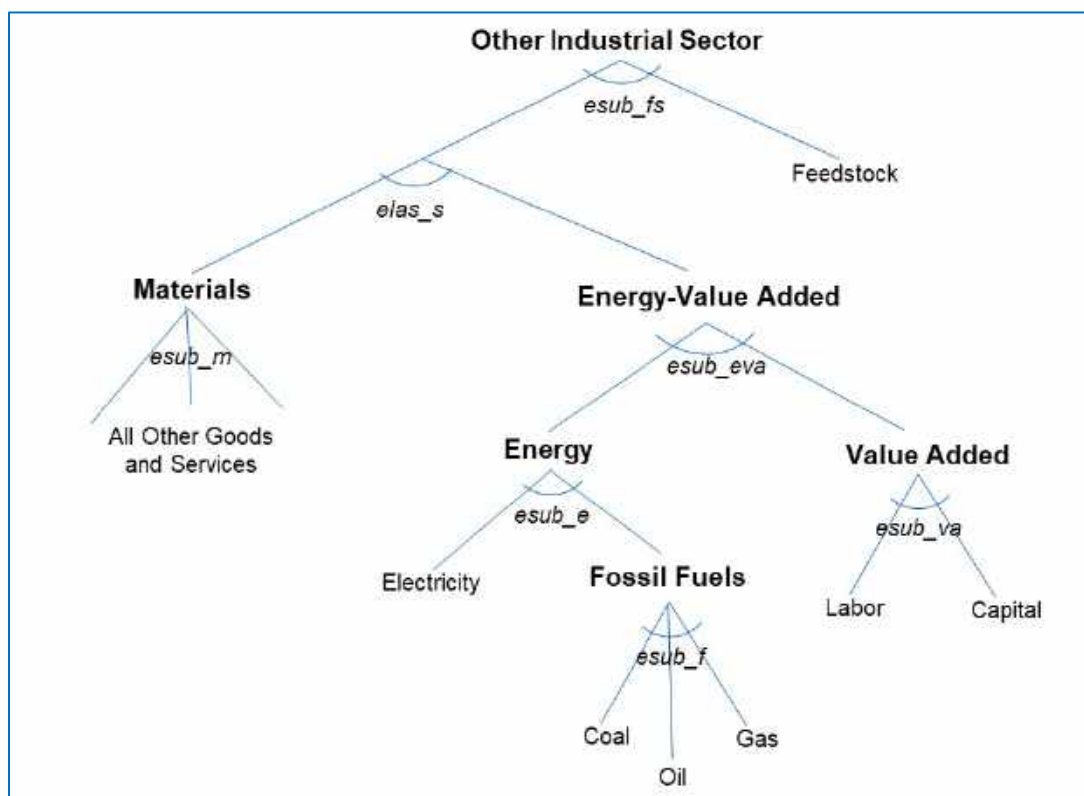 Other Industrial Sector
esub_fs
Feedstock
elas_s
Materials
Energy-Value Added
esub_m
esub_eva
All Other Goods
and Services
Energy
Value Added
esub_e
esub_va
Electricity
Fossil Fuels
Labor
Capital
esub_f
Coal
Gas
Oil